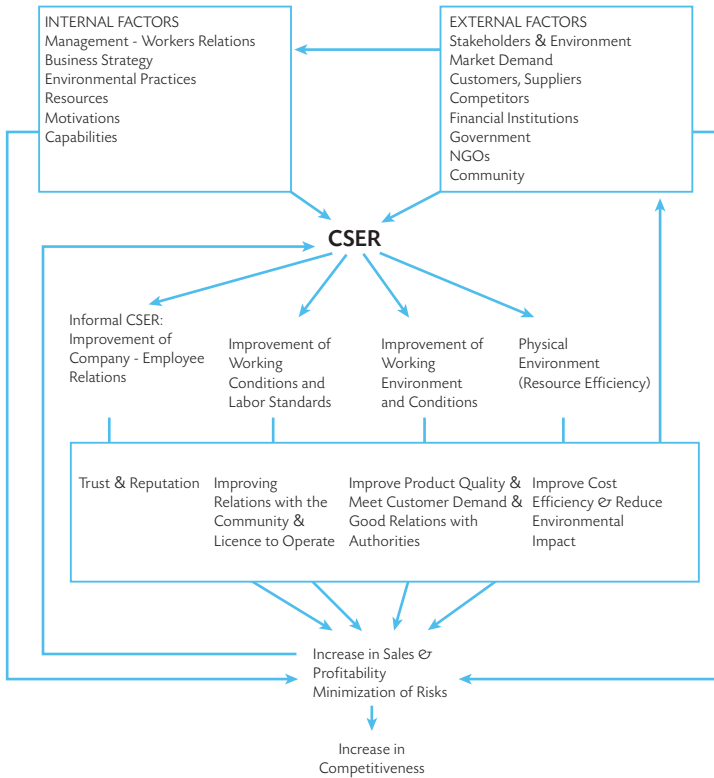 INTERNAL FACTORS
Management - Workers Relations
Business Strategy
Environmental Practices
Resources
Motivations
Capabilities
EXTERNAL FACTORS
Stakeholders & Environment
Market Demand
Customers, Suppliers
Competitors
Financial Institutions
Government
NGOs
Community
CSER
Informal CSER:
Improvement of
Company - Employee
Relations
Improvement of
Working
Conditions and
Labor Standards
Improvement of
Working
Environment
and Conditions
Physical
Environment
(Resource Efficiency)
Trust & Reputation
Improving
Relations with the
Community &
Licence to Operate
Improve Product Quality &
Meet Customer Demand &
Good Relations with
Authorities
Improve Cost
Efficiency & Reduce
Environmental
Impact
Increase in Sales &
Profitability
Minimization of Risks
Increase in
Competitiveness